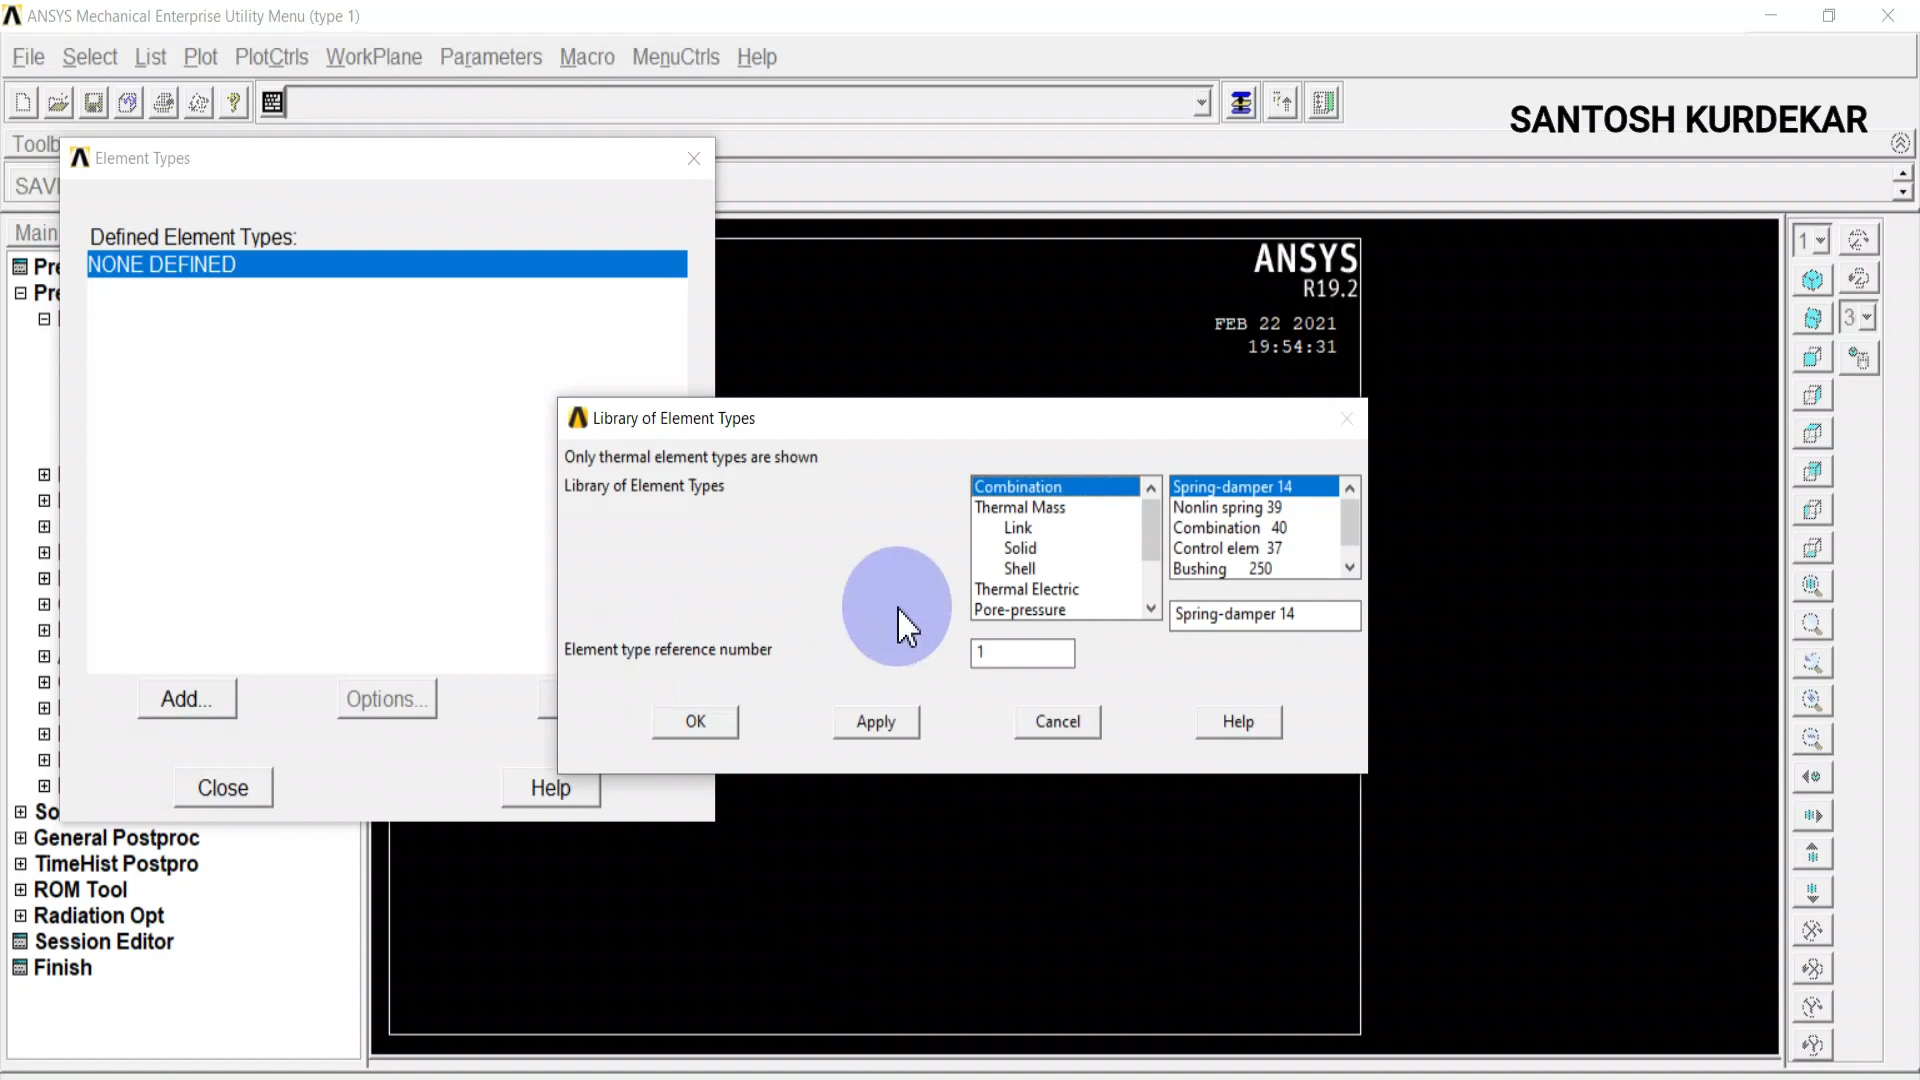 ANSYS Mechanical Enterprise Utility Menu (type 1)
File Select List Plot PlotCtrls WorkPlane Parameters Macro MenuCtrls Help
SANTOSH KURDEKAR
Toolb
SAV
Main
Pre
Pre
So
General Postproc
TimeHist Postpro
ROM Tool
Radiation Opt
Session Editor
Finish
Element Types
Defined Element Types:
NONE DEFINED
Add...
Options...
Close
Help
ANSYS
R19.2
FEB 22 2021
19:54:31
Library of Element Types
Only thermal element types are shown
Library of Element Types
Combination
Thermal Mass
Link
Solid
Shell
Thermal Electric
Pore-pressure
Spring-damper 14
Nonlin spring 39
Combination 40
Control elem 37
Bushing 250
Spring-damper 14
Element type reference number
1
OK
Apply
Cancel
Help
1
3